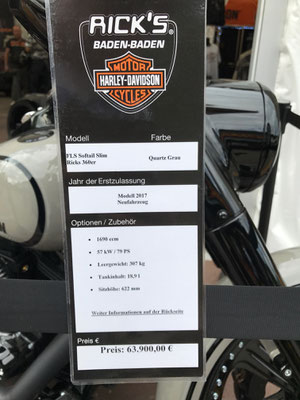 RICK'S®
BADEN-BADEN
MOTOR
HARLEY-DAVIDSON
CYCLES
Modell Farbe
FLS Softail Slim
Ricks 360er
Quartz Grau
Jahr der Erstzulassung
Modell 2017
Neufahrzeug
Optionen / Zubehör
• 1690 ccm
• 57 kW / 79 PS
• Leergewicht: 307 kg
• Tankinhalt: 18,9 l
• Sitzhöhe: 622 mm
Weiter Informationen auf der Rückseite
Preis €
Preis: 63.900,00 €